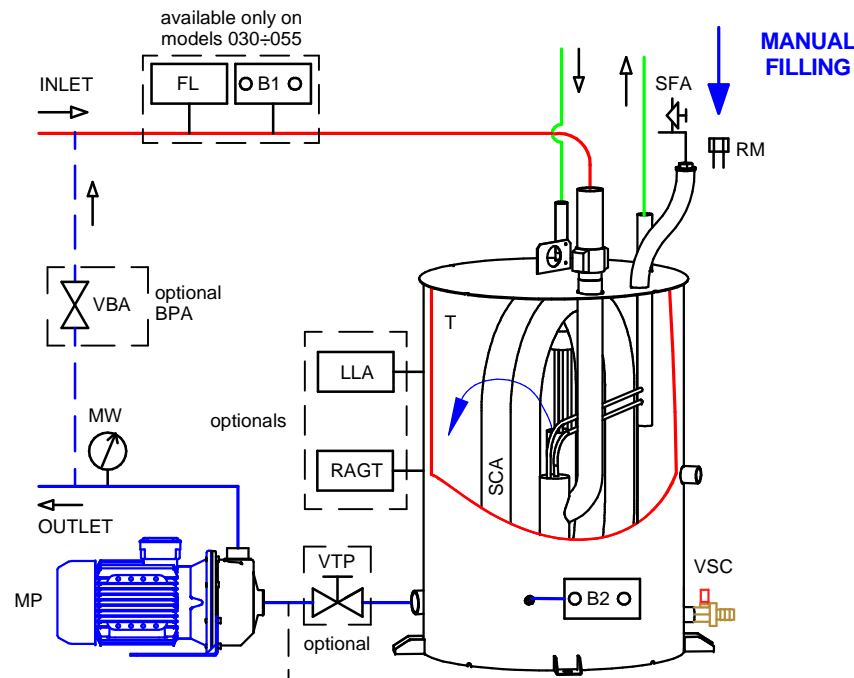 available only on
models 030÷055
MANUAL
FILLING
INLET
FL
B1
SFA
RM
VBA
optional
BPA
T
LLA
optionals
MW
RAGT
SCA
OUTLET
VTP
VSC
MP
B2
optional